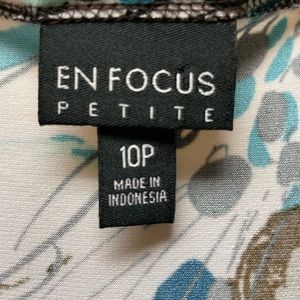 EN FOCUS
PETITE
10P
MADE IN
INDONESIA